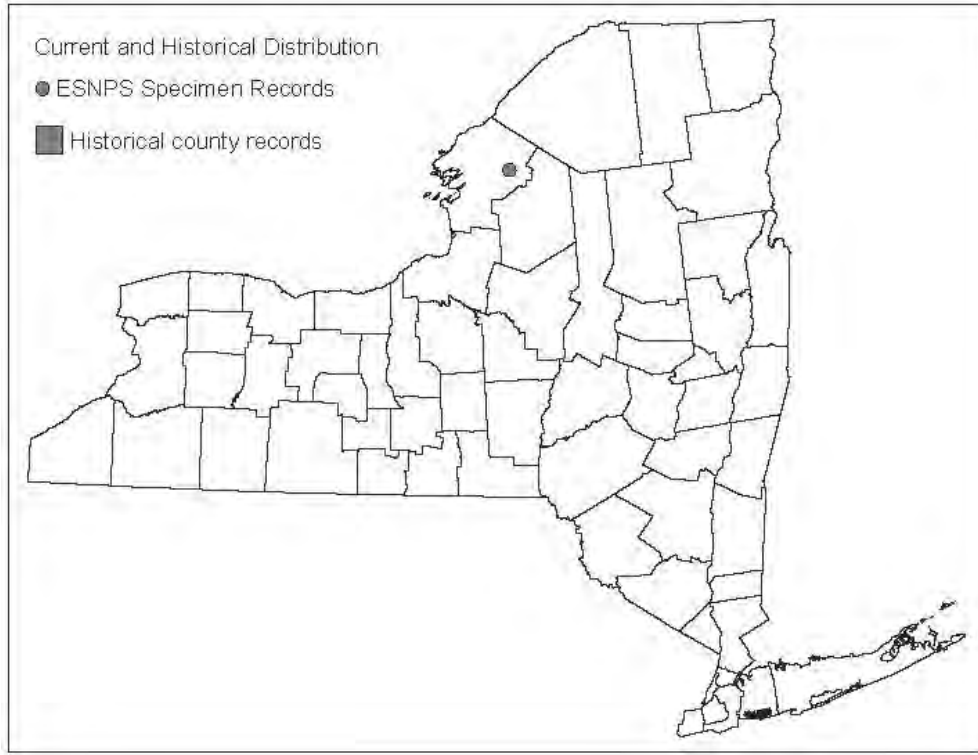 Current and Historical Distribution
ESNPS Specimen Records
Historical county records